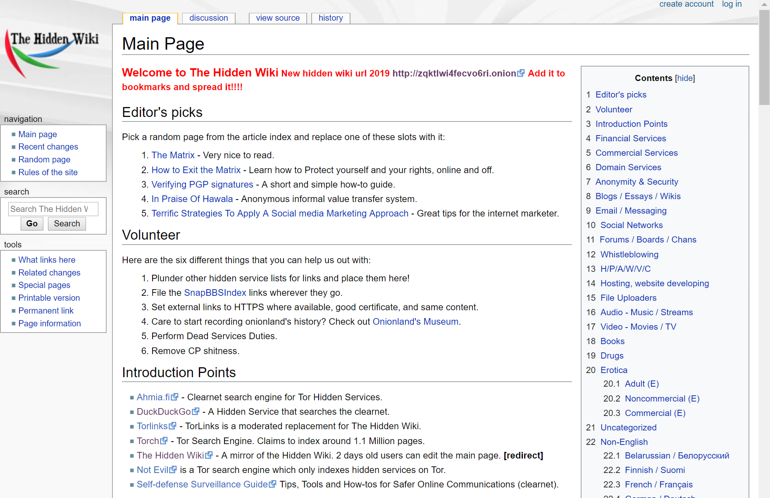 create account log in
main page discussion view source history
The Hidden Wiki
Main Page
Welcome to The Hidden Wiki New hidden wiki url 2019 http://zqktlwi4fecvo6ri.onion Add it to
bookmarks and spread it!!!!
Editor's picks
Pick a random page from the article index and replace one of these slots with it:
1. The Matrix - Very nice to read.
2. How to Exit the Matrix - Learn how to Protect yourself and your rights, online and off.
3. Verifying PGP signatures - A short and simple how-to guide.
4. In Praise Of Hawala - Anonymous informal value transfer system.
5. Terrific Strategies To Apply A Social media Marketing Approach - Great tips for the internet marketer.
Volunteer
Here are the six different things that you can help us out with:
1. Plunder other hidden service lists for links and place them here!
2. File the SnapBBSIndex links wherever they go.
3. Set external links to HTTPS where available, good certificate, and same content.
4. Care to start recording onionland's history? Check out Onionland's Museum.
5. Perform Dead Services Duties.
6. Remove CP shitness.
Introduction Points
Ahmia.fi - Clearnet search engine for Tor Hidden Services.
DuckDuckGo - A Hidden Service that searches the clearnet.
Torlinks - TorLinks is a moderated replacement for The Hidden Wiki.
Torch - Tor Search Engine. Claims to index around 1.1 Million pages.
The Hidden Wiki - A mirror of the Hidden Wiki. 2 days old users can edit the main page. [redirect]
Not Evil is a Tor search engine which only indexes hidden services on Tor.
Self-defense Surveillance Guide Tips, Tools and How-tos for Safer Online Communications (clearnet).
navigation
Main page
Recent changes
Random page
Rules of the site
search
Search The Hidden W
Go Search
tools
What links here
Related changes
Special pages
Printable version
Permanent link
Page information
Contents [hide]
1 Editor's picks
2 Volunteer
3 Introduction Points
4 Financial Services
5 Commercial Services
6 Domain Services
7 Anonymity & Security
8 Blogs / Essays / Wikis
9 Email / Messaging
10 Social Networks
11 Forums / Boards / Chans
12 Whistleblowing
13 H/P/A/W/V/C
14 Hosting, website developing
15 File Uploaders
16 Audio - Music / Streams
17 Video - Movies / TV
18 Books
19 Drugs
20 Erotica
20.1 Adult (E)
20.2 Noncommercial (E)
20.3 Commercial (E)
21 Uncategorized
22 Non-English
22.1 Belarussian / Белорусский
22.2 Finnish / Suomi
22.3 French / Français
22.4 German / Deutsch